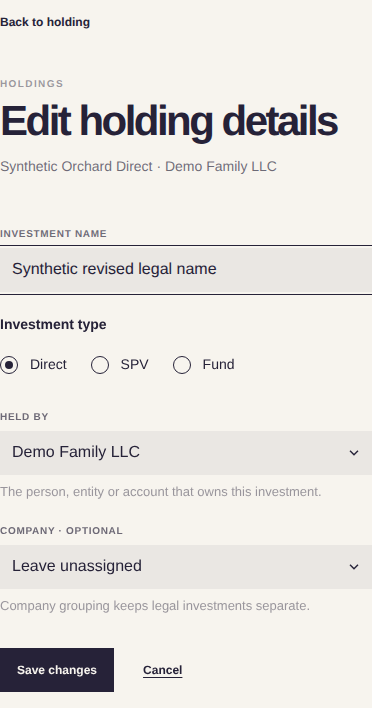 Back to holding
HOLDINGS
Edit holding details
Synthetic Orchard Direct · Demo Family LLC
INVESTMENT NAME
Synthetic revised legal name
Investment type
Direct SPV Fund
HELD BY
Demo Family LLC
The person, entity or account that owns this investment.
COMPANY · OPTIONAL
Leave unassigned
Company grouping keeps legal investments separate.
Save changes Cancel